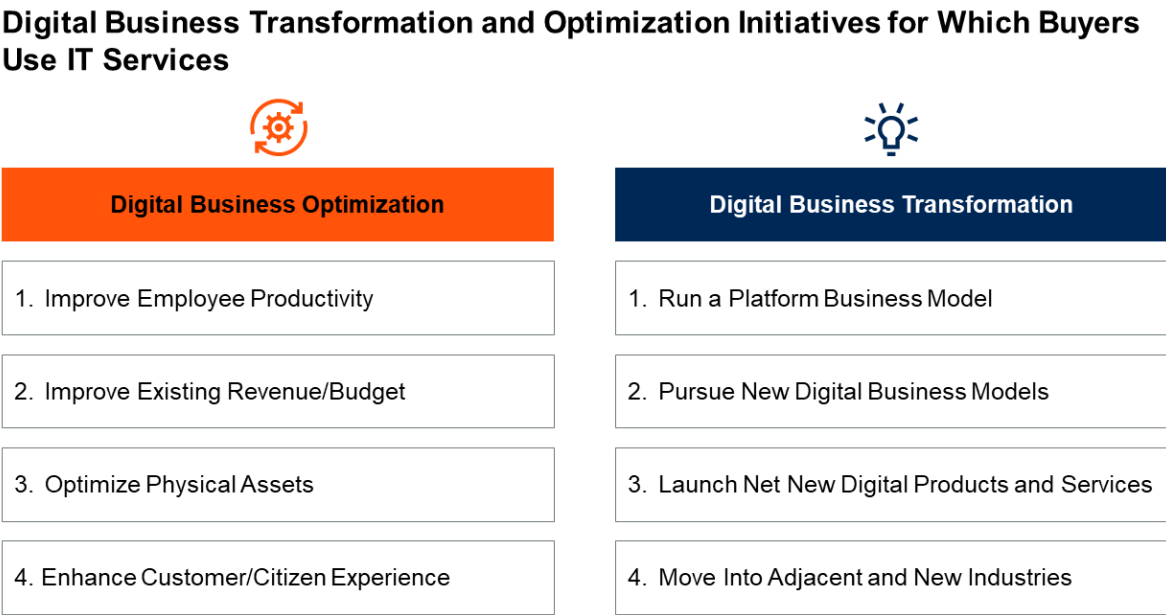 Digital Business Transformation and Optimization Initiatives for Which Buyers
Use IT Services
Digital Business Optimization
1. Improve Employee Productivity
2. Improve Existing Revenue/Budget
3. Optimize Physical Assets
4. Enhance Customer/Citizen Experience
Digital Business Transformation
1. Run a Platform Business Model
2. Pursue New Digital Business Models
3. Launch Net New Digital Products and Services
4. Move Into Adjacent and New Industries